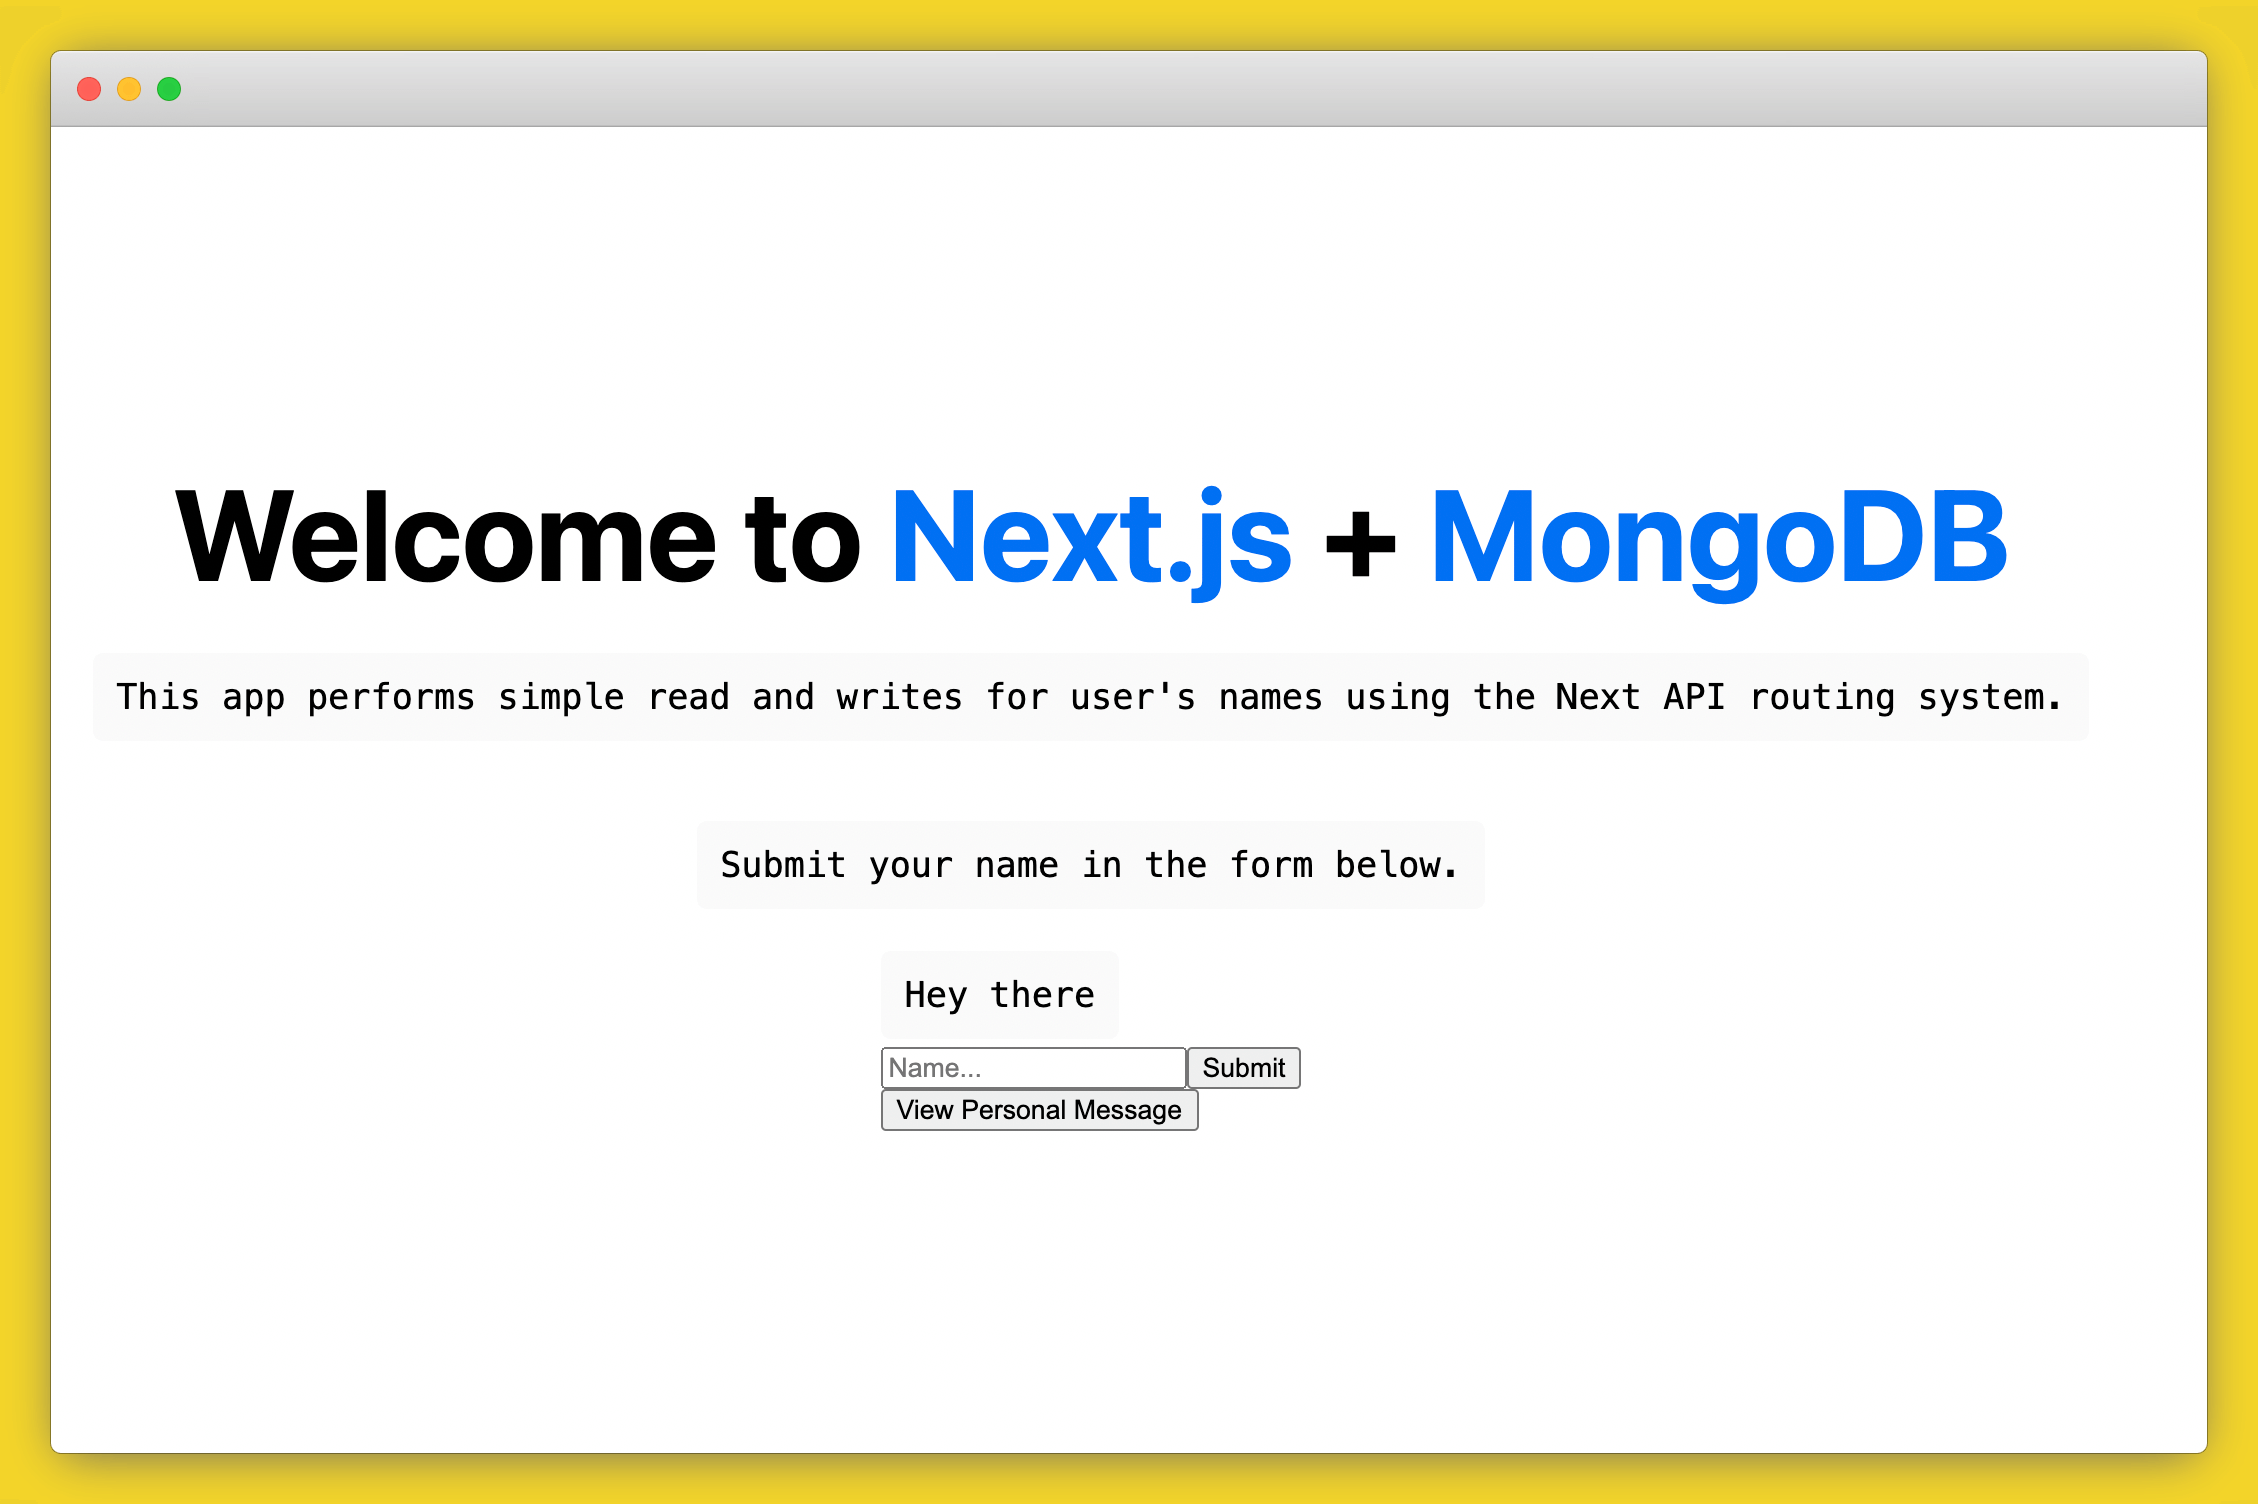 Welcome to Next.js + MongoDB
This app performs simple read and writes for user's names using the Next API routing system.
Submit your name in the form below.
Hey there
Name... Submit
View Personal Message